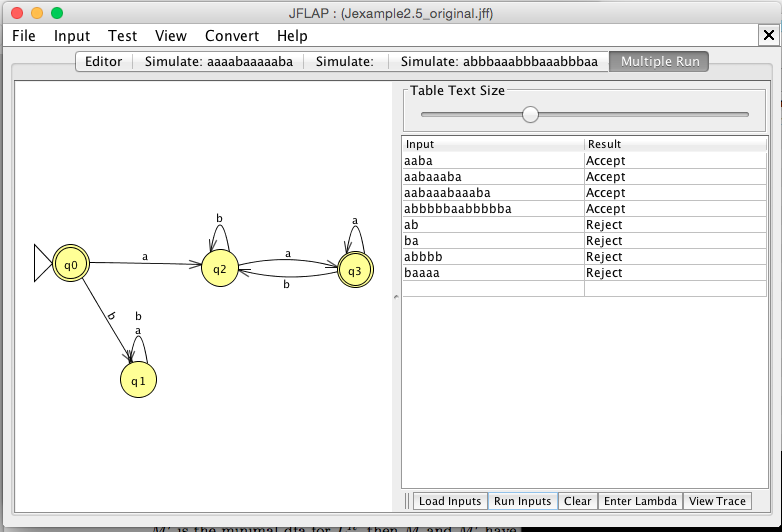 JFLAP : (Jexample2.5_original.jff)
File Input Test View Convert Help
Editor Simulate: aaaabaaaaaba Simulate: Simulate: abbbaaabbbaaabbbaa Multiple Run
Table Text Size
Input Result
aaba Accept
aabaaaba Accept
aabaaabaaaba Accept
abbbbbaabbbbba Accept
ab Reject
ba Reject
abbbb Reject
baaaa Reject
b
a
q0
a
q2
a
q3
b
b
b
a
q1
Load Inputs Run Inputs Clear Enter Lambda View Trace
is the minimal dfa for then and have